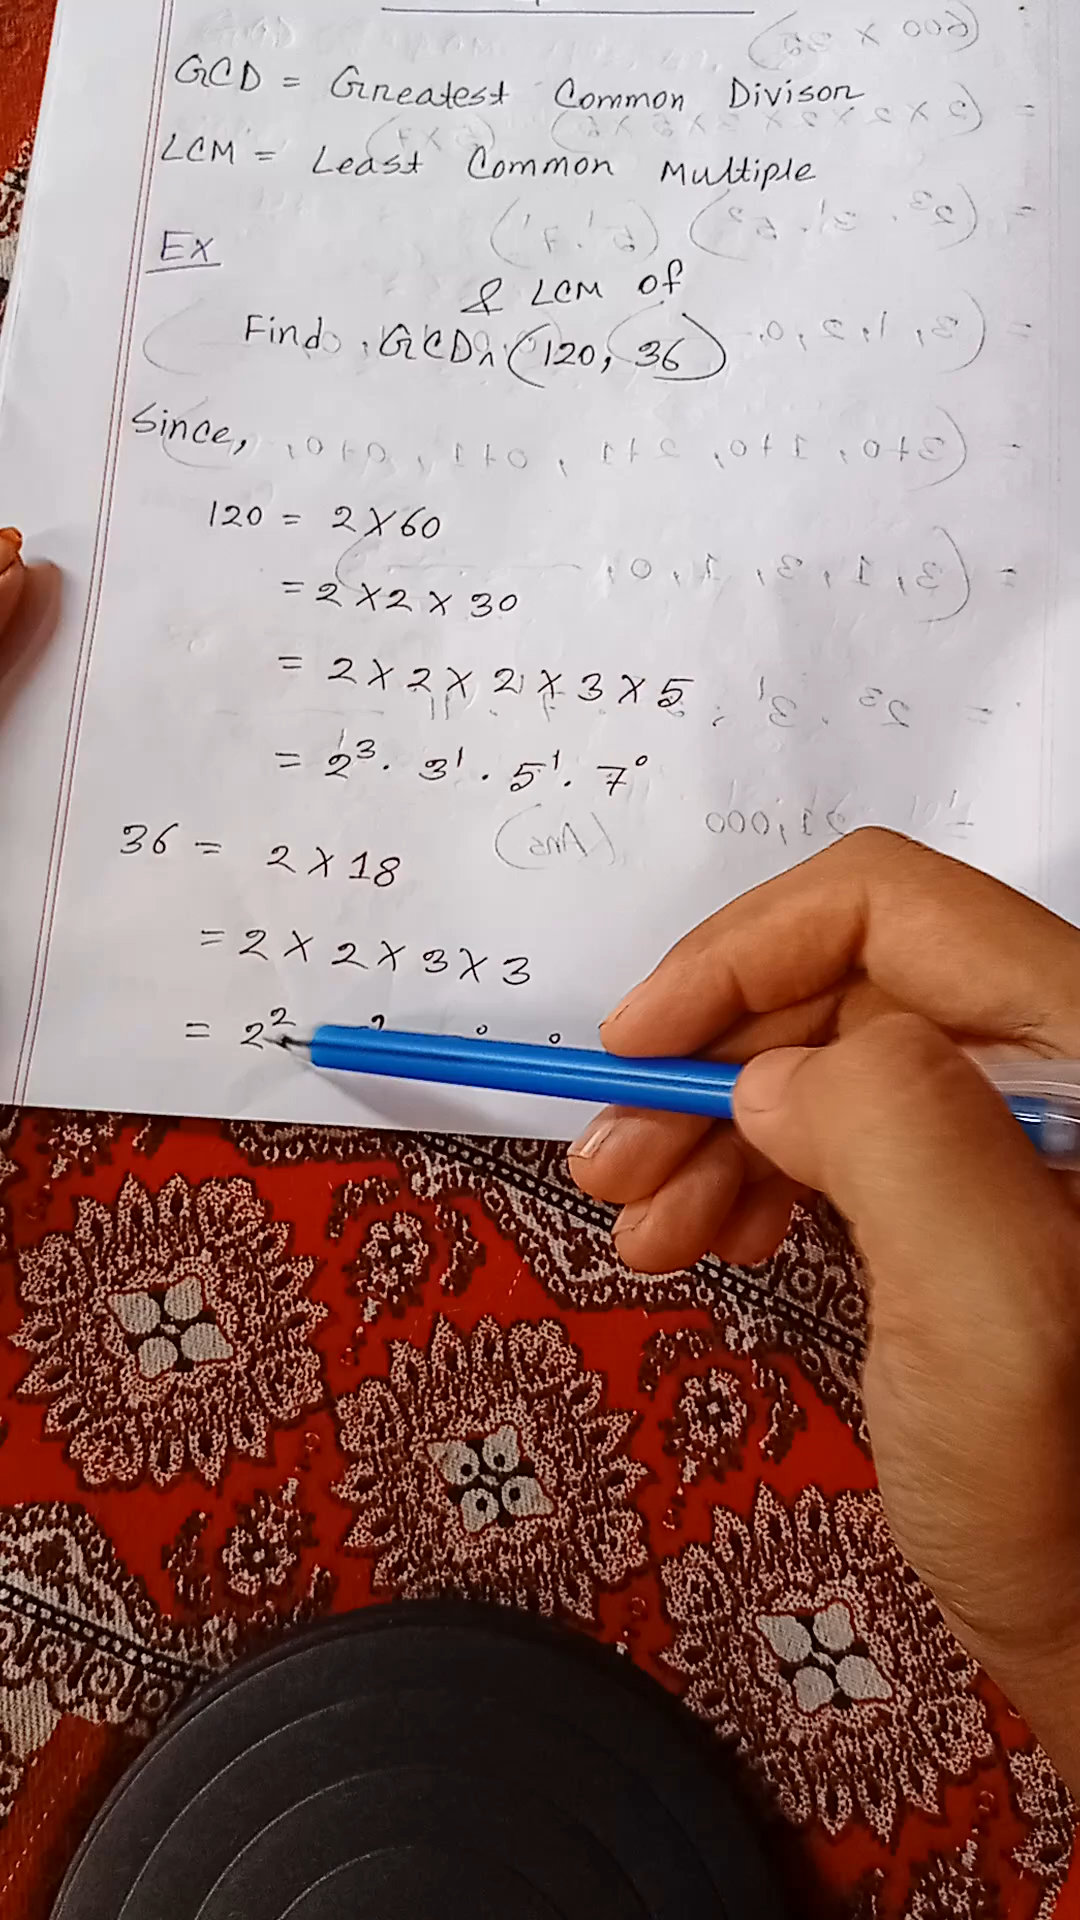 GCD = Greatest Common Divisor
LCM = Least Common Multiple
Ex
& LCM of
Find, GCD (120, 36)
Since,
120 = 2 X 60
= 2 X 2 X 30
= 2 X 2 X 2 X 3 X 5
= 2³. 3¹. 5¹. 7⁰
36 = 2 X 18
= 2 X 2 X 3 X 3
= 2²